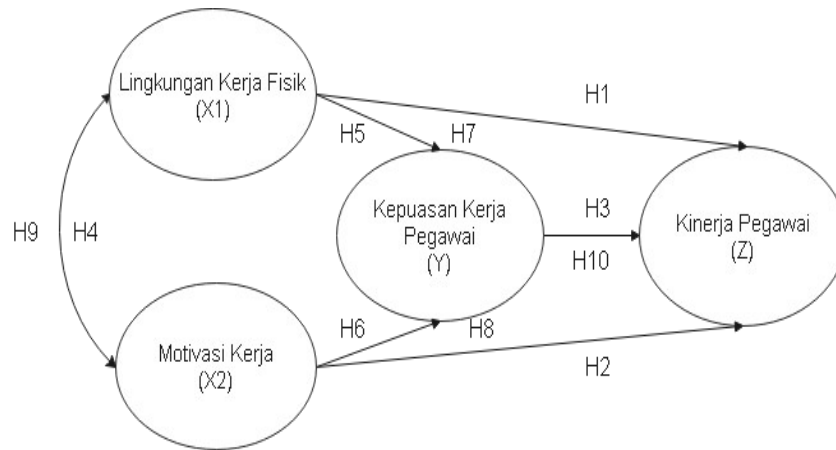 Lingkungan Kerja Fisik
(X1)
H1
H5
H7
Kepuasan Kerja
Pegawai
(Y)
H3
H10
Kinerja Pegawai
(Z)
H9
H4
H6
H8
Motivasi Kerja
(X2)
H2